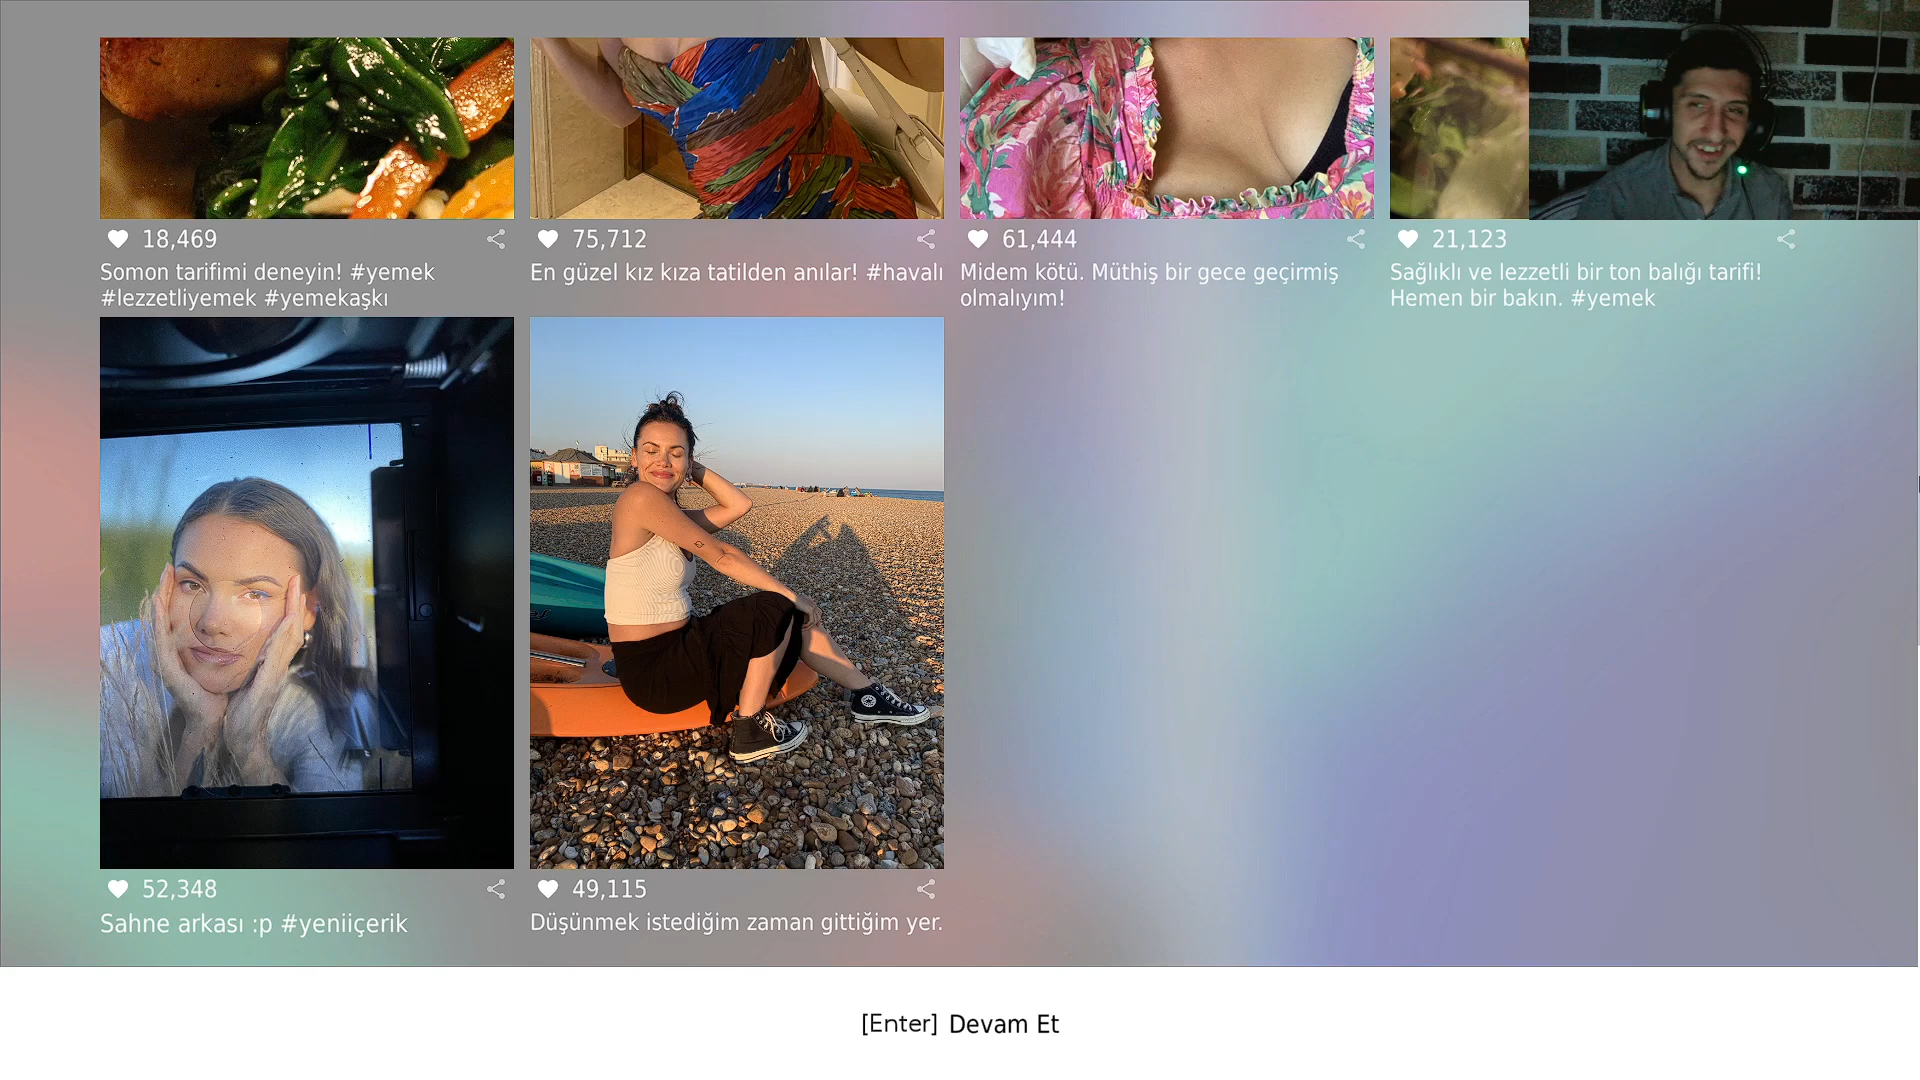 18,469
Somon tarifimi deneyin! #yemek
#lezzetliyemek #yemekaşkı
75,712
En güzel kız kıza tatilden anılar! #havalı
61,444
Midem kötü. Müthiş bir gece geçirmiş
olmalıyım!
21,123
Sağlıklı ve lezzetli bir ton balığı tarifi!
Hemen bir bakın. #yemek
52,348
Sahne arkası :p #yeniiçerik
49,115
Düşünmek istediğim zaman gittiğim yer.
[Enter] Devam Et